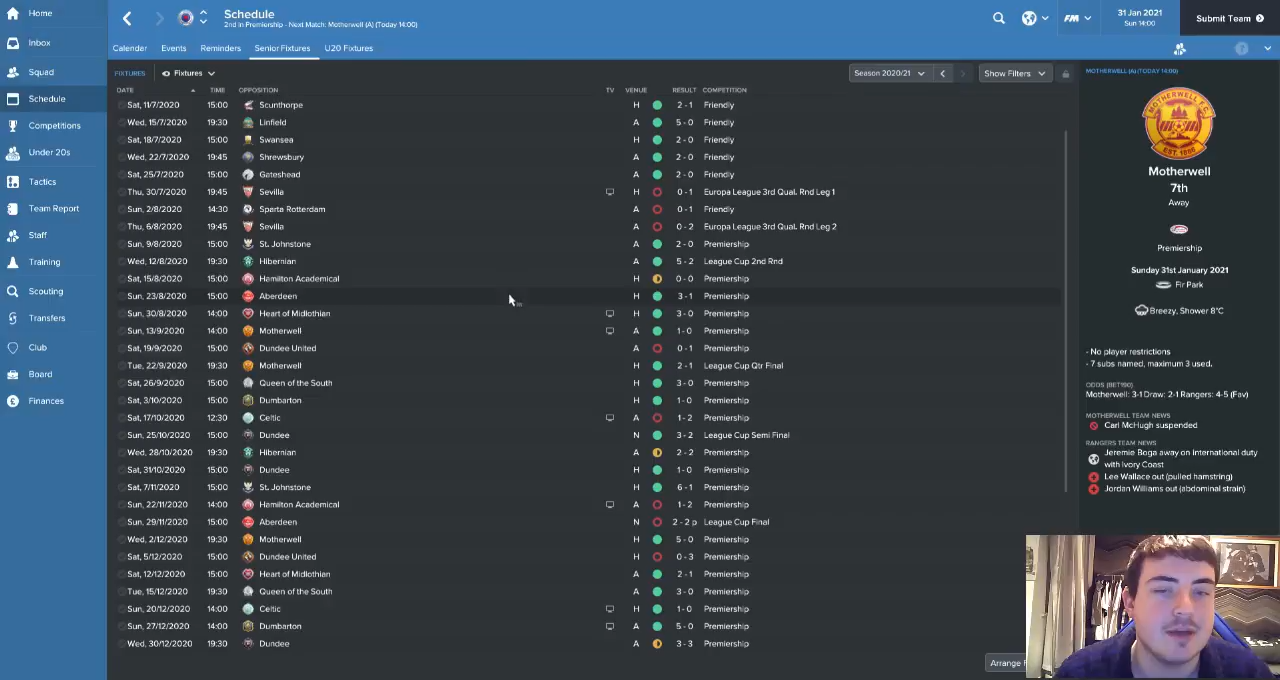 Home
Schedule
2nd in Premiership - Next Match: Motherwell (A) (Today 14:00)
FM
31 Jan 2021
Sun 14:00
Submit Team
Inbox
Calendar Events Reminders Senior Fixtures U20 Fixtures
Squad
FIXTURES Fixtures Season 2020/21 Show Filters
DATE TIME OPPOSITION TV VENUE RESULT COMPETITION
Schedule
Sat, 11/7/2020 15:00 Scunthorpe H 2 - 1 Friendly
Wed, 15/7/2020 19:30 Linfield A 5 - 0 Friendly
Competitions
Sat, 18/7/2020 15:00 Swansea H 2 - 0 Friendly
Under 20s
Wed, 22/7/2020 19:45 Shrewsbury A 2 - 0 Friendly
Sat, 25/7/2020 15:00 Gateshead A 2 - 0 Friendly
Tactics
Thu, 30/7/2020 19:45 Sevilla H 0 - 1 Europa League 3rd Qual. Rnd Leg 1
Team Report
Sun, 2/8/2020 14:30 Sparta Rotterdam A 0 - 1 Friendly
Thu, 6/8/2020 19:45 Sevilla A 0 - 2 Europa League 3rd Qual. Rnd Leg 2
Staff
Sun, 9/8/2020 15:00 St. Johnstone A 2 - 0 Premiership
Training
Wed, 12/8/2020 19:30 Hibernian A 5 - 2 League Cup 2nd Rnd
Sat, 15/8/2020 15:00 Hamilton Academical H 0 - 0 Premiership
Scouting
Sun, 23/8/2020 15:00 Aberdeen H 3 - 1 Premiership
Transfers
Sun, 30/8/2020 14:00 Heart of Midlothian H 3 - 0 Premiership
Sun, 13/9/2020 14:00 Motherwell A 1 - 0 Premiership
Club
Sat, 19/9/2020 15:00 Dundee United A 0 - 1 Premiership
Tue, 22/9/2020 19:30 Motherwell H 2 - 1 League Cup Qtr Final
Board
Sat, 26/9/2020 15:00 Queen of the South H 3 - 0 Premiership
Finances
Sat, 3/10/2020 15:00 Dumbarton H 1 - 0 Premiership
Sat, 17/10/2020 12:30 Celtic A 1 - 2 Premiership
Sun, 25/10/2020 15:00 Dundee N 3 - 2 League Cup Semi Final
Wed, 28/10/2020 19:30 Hibernian A 2 - 2 Premiership
Sat, 31/10/2020 15:00 Dundee H 1 - 0 Premiership
Sat, 7/11/2020 15:00 St. Johnstone H 6 - 1 Premiership
Sun, 22/11/2020 14:00 Hamilton Academical A 1 - 2 Premiership
Sun, 29/11/2020 15:00 Aberdeen N 2 - 2 p League Cup Final
Wed, 2/12/2020 19:30 Motherwell H 5 - 0 Premiership
Sat, 5/12/2020 15:00 Dundee United H 0 - 3 Premiership
Sat, 12/12/2020 15:00 Heart of Midlothian A 2 - 1 Premiership
Tue, 15/12/2020 19:30 Queen of the South A 3 - 0 Premiership
Sun, 20/12/2020 14:00 Celtic H 1 - 0 Premiership
Sun, 27/12/2020 14:00 Dumbarton A 5 - 0 Premiership
Wed, 30/12/2020 19:30 Dundee A 3 - 3 Premiership
Arrange F
MOTHERWELL (A) (TODAY 14:00)
MOTHERWELL F.C.
EST. 1886
Motherwell
7th
Away
Premiership
Sunday 31st January 2021
Fir Park
Breezy, Shower 8°C
- No player restrictions
- 7 subs named, maximum 3 used.
ODDS (BET150)
Motherwell: 3-1 Draw: 2-1 Rangers: 4-5 (Fav)
MOTHERWELL TEAM NEWS
Carl McHugh suspended
RANGERS TEAM NEWS
Jeremie Boga away on international duty
with Ivory Coast
Lee Wallace out (pulled hamstring)
Jordan Williams out (abdominal strain)